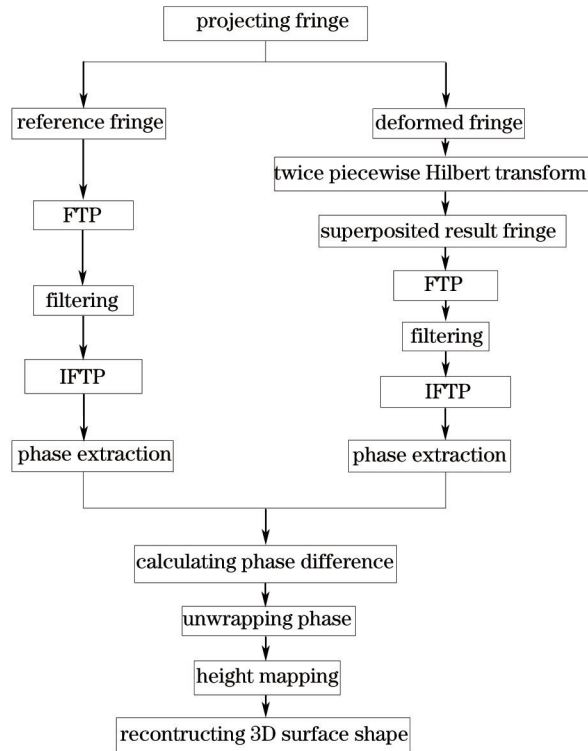 projecting fringe
reference fringe
deformed fringe
twice piecewise Hilbert transform
FTP
superposited result fringe
FTP
filtering
filtering
IFTP
IFTP
phase extraction
phase extraction
calculating phase difference
unwrapping phase
height mapping
recontructing 3D surface shape